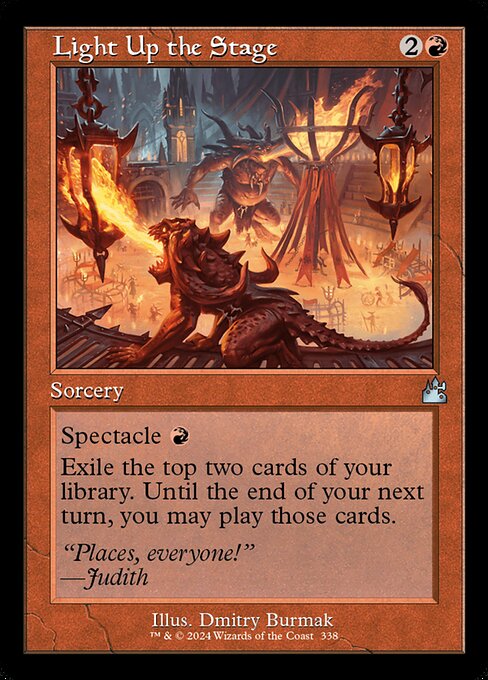 Light Up the Stage 2
Sorcery
Spectacle
Exile the top two cards of your
library. Until the end of your next
turn, you may play those cards.
“Places, everyone!”
—Judith
Illus. Dmitry Burmak
™ & © 2024 Wizards of the Coast 338